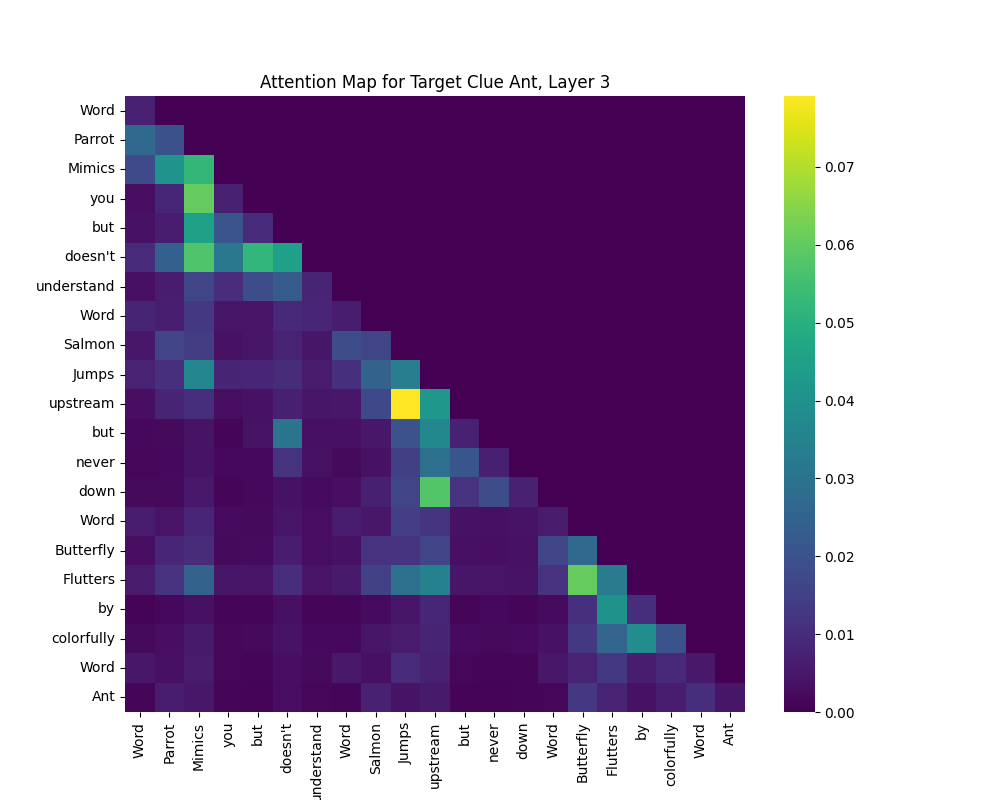 Attention Map for Target Clue Ant, Layer 3
Word
Parrot
Mimics
you
but
doesn't
understand
Word
Salmon
Jumps
upstream
but
never
down
Word
Butterfly
Flutters
by
colorfully
Word
Ant
Word
Parrot
Mimics
you
but
doesn't
understand
Word
Salmon
Jumps
upstream
but
never
down
Word
Butterfly
Flutters
by
colorfully
Word
Ant
0.07
0.06
0.05
0.04
0.03
0.02
0.01
0.00